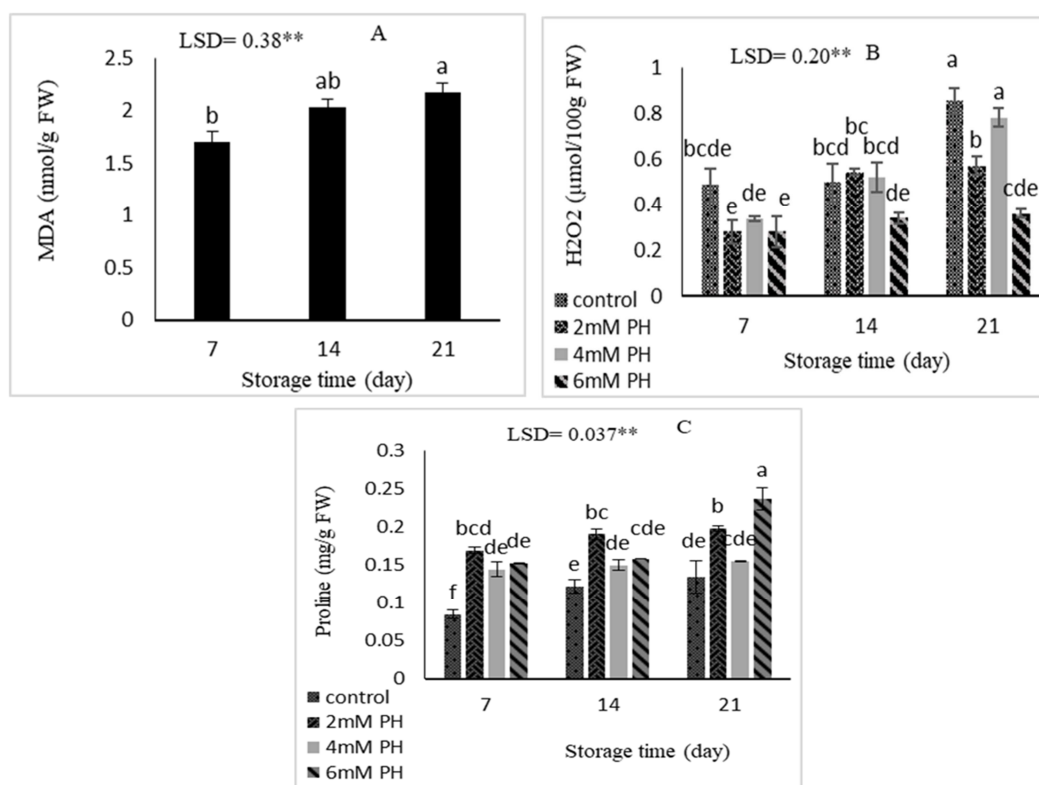 LSD= 0.38** A
MDA (nmol/g FW)
2.5
2
1.5
1
0.5
0
b
ab
a
7 14 21
Storage time (day)
LSD= 0.20** B
H2O2 (µmol/100g FW)
1
0.8
0.6
0.4
0.2
0
bcde
e
de
e
bcd
bc
bcd
de
a
b
a
cde
control
2mM PH
4mM PH
6mM PH
7 14 21
Storage time (day)
LSD= 0.037** C
Proline (mg/g FW)
0.3
0.25
0.2
0.15
0.1
0.05
0
f
bcd
de
de
e
bc
de
cde
de
b
cde
a
control
2mM PH
4mM PH
6mM PH
7 14 21
Storage time (day)